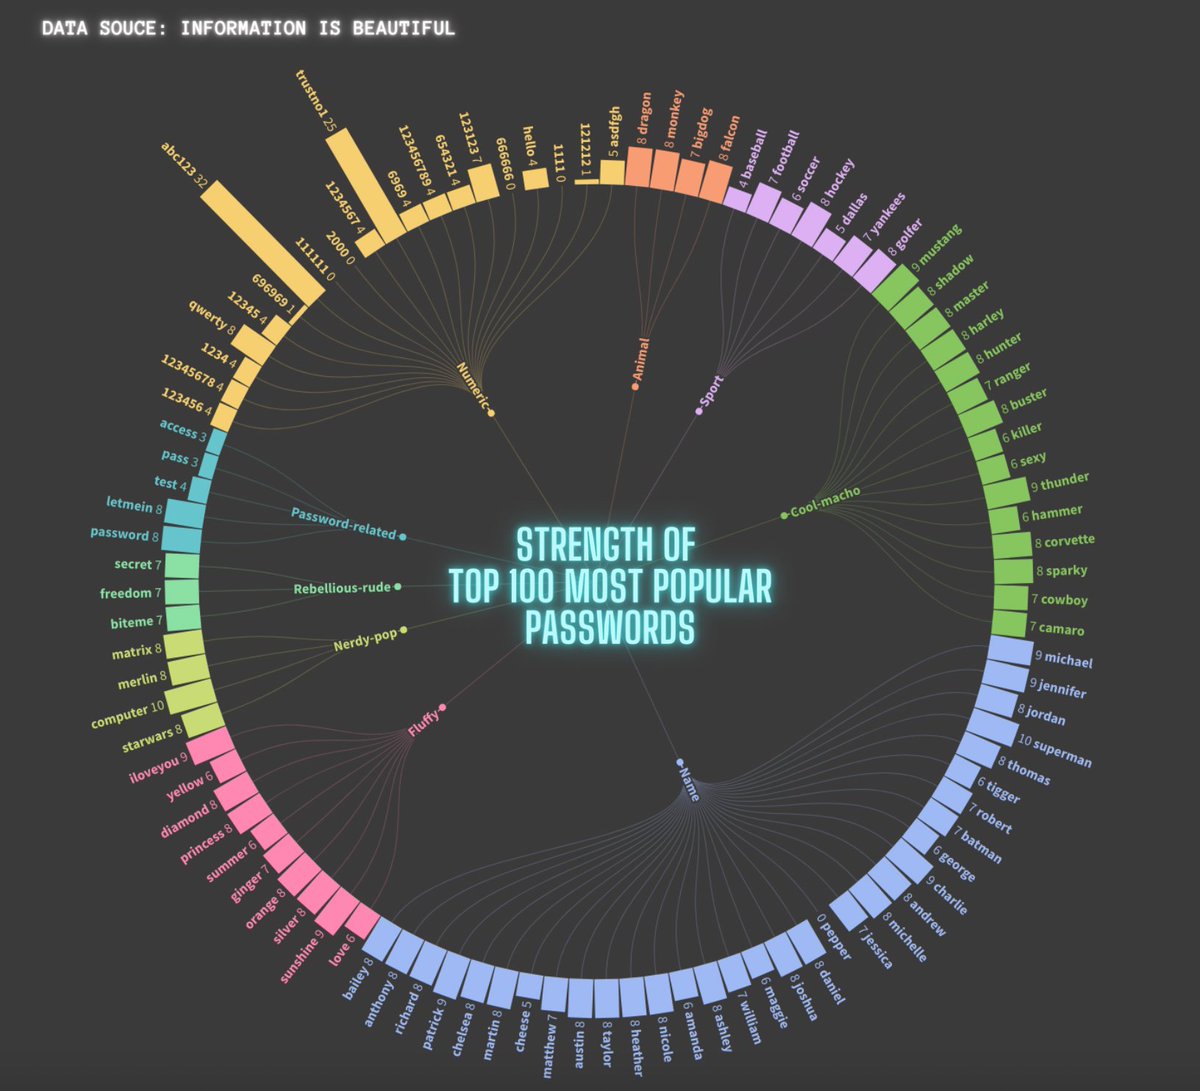 DATA SOUCE: INFORMATION IS BEAUTIFUL
STRENGTH OF
TOP 100 MOST POPULAR
PASSWORDS
Numeric
123456 4
12345678 4
1234 4
qwerty 8
12345 4
696969 1
abc123 32
111111 0
2000 0
1234567 4
trustno1 25
6969 4
123456789 4
654321 4
123123 7
666666 0
hello 4
1111 0
121212 1
5 asdfgh
Animal
8 dragon
8 monkey
7 bigdog
8 falcon
Sport
4 baseball
7 football
6 soccer
8 hockey
5 dallas
7 yankees
8 golfer
Cool-macho
9 mustang
8 shadow
8 master
8 harley
8 hunter
7 ranger
8 buster
6 killer
6 sexy
9 thunder
6 hammer
8 corvette
8 sparky
7 cowboy
7 camaro
Name
9 michael
9 jennifer
8 jordan
10 superman
8 thomas
6 tigger
7 robert
7 batman
6 george
9 charlie
8 andrew
8 michelle
7 jessica
0 pepper
8 daniel
8 joshua
6 maggie
7 william
8 ashley
6 amanda
8 nicole
8 heather
8 taylor
austin 8
matthew 7
cheese 5
martin 8
chelsea 8
patrick 9
richard 8
anthony 8
bailey 8
Fluffy
love 6
sunshine 9
silver 8
orange 8
ginger 7
summer 6
princess 8
diamond 8
yellow 6
iloveyou 9
Nerdy-pop
starwars 8
computer 10
merlin 8
matrix 8
Rebellious-rude
biteme 7
freedom 7
secret 7
Password-related
password 8
letmein 8
test 4
pass 3
access 3